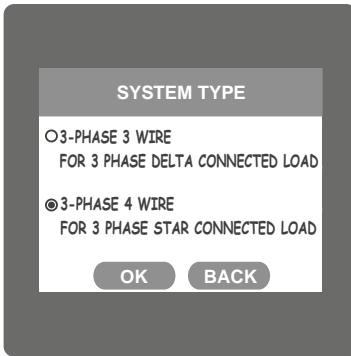 SYSTEM TYPE
3-PHASE 3 WIRE
FOR 3 PHASE DELTA CONNECTED LOAD
3-PHASE 4 WIRE
FOR 3 PHASE STAR CONNECTED LOAD
OK BACK